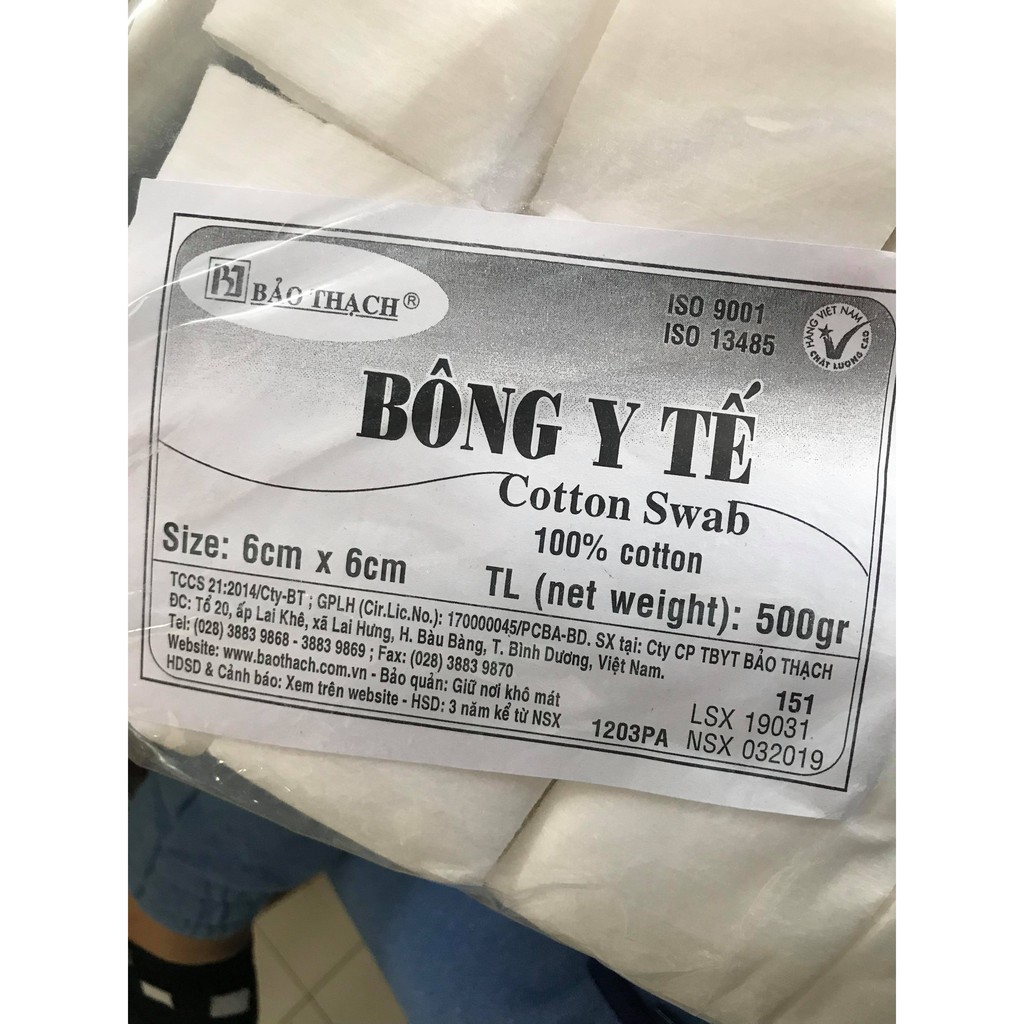 BJ BẢO THẠCH®
ISO 9001
ISO 13485
HÀNG VIỆT NAM CHẤT LƯỢNG CAO
BÔNG Y TẾ
Cotton Swab
100% cotton
Size: 6cm x 6cm
TL (net weight): 500gr
TCCS 21:2014/Cty-BT ; GPLH (Cir.Lic.No.): 170000045/PCBA-BD. SX tại: Cty CP TBYT BẢO THẠCH
ĐC: Tổ 20, ấp Lai Khê, xã Lai Hưng, H. Bàu Bàng, T. Bình Dương, Việt Nam.
Tel: (028) 3883 9868 - 3883 9869 ; Fax: (028) 3883 9870
Website: www.baothach.com.vn - Bảo quản: Giữ nơi khô mát
HDSD & Cảnh báo: Xem trên website - HSD: 3 năm kể từ NSX
151
LSX 19031
1203PA NSX 032019